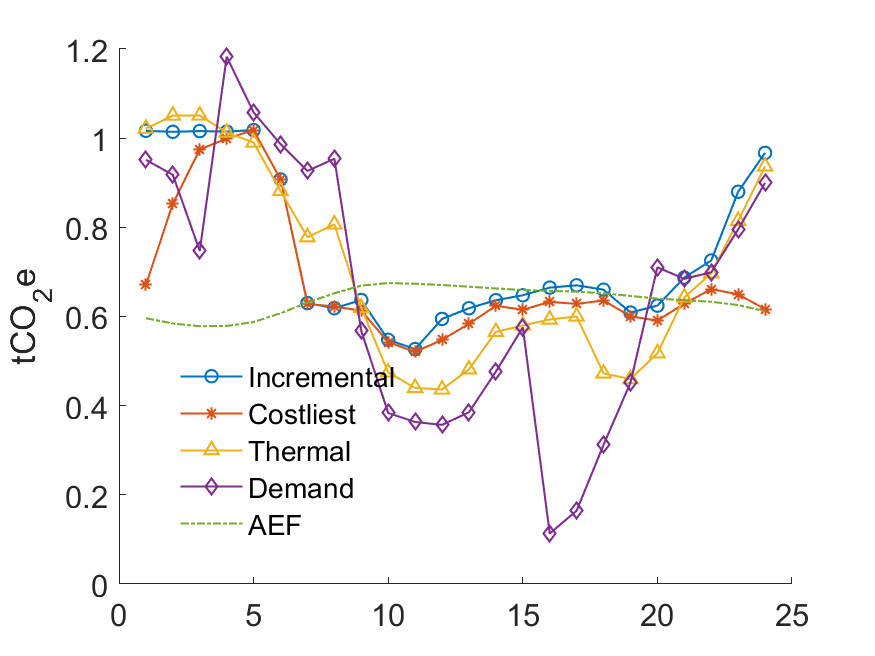 1.2
1
0.8
0.6
0.4
0.2
0
tCO2e
Incremental
Costliest
Thermal
Demand
AEF
0 5 10 15 20 25